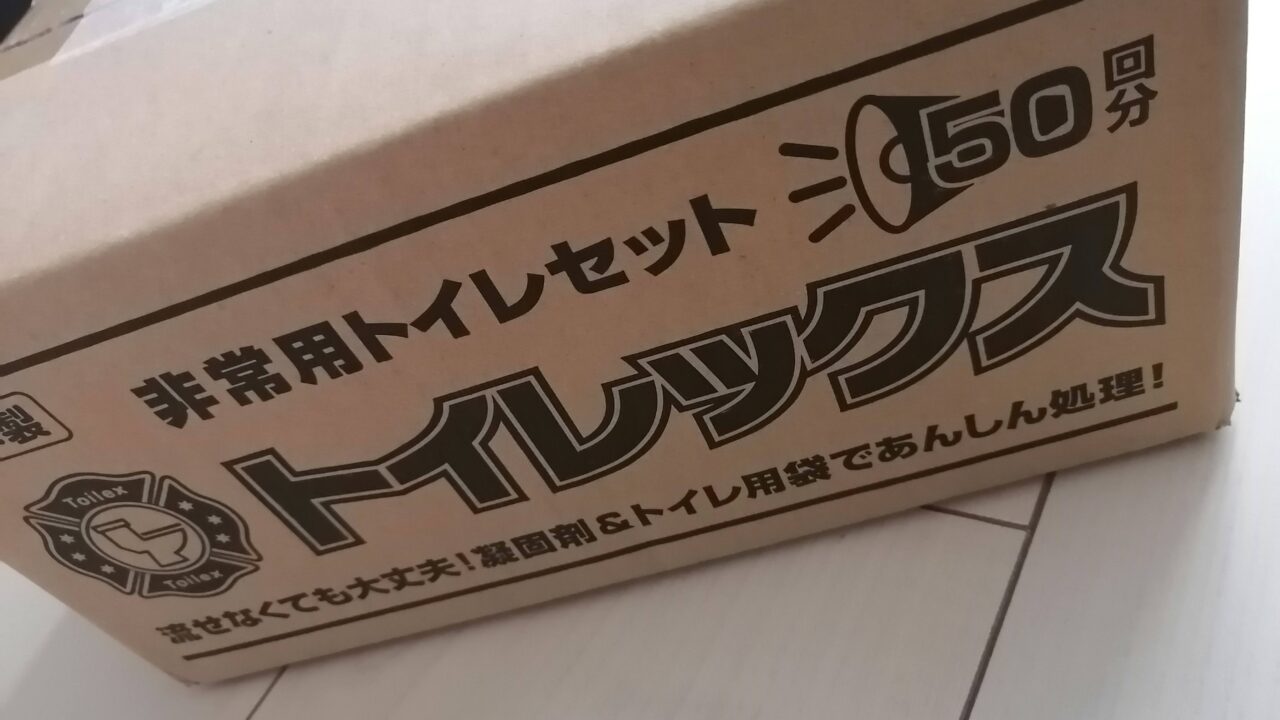 50回分
非常用トイレセット
トイレックス
製
Toilex
Toilex
流せなくても大丈夫!凝固剤&トイレ用袋であんしん処理!